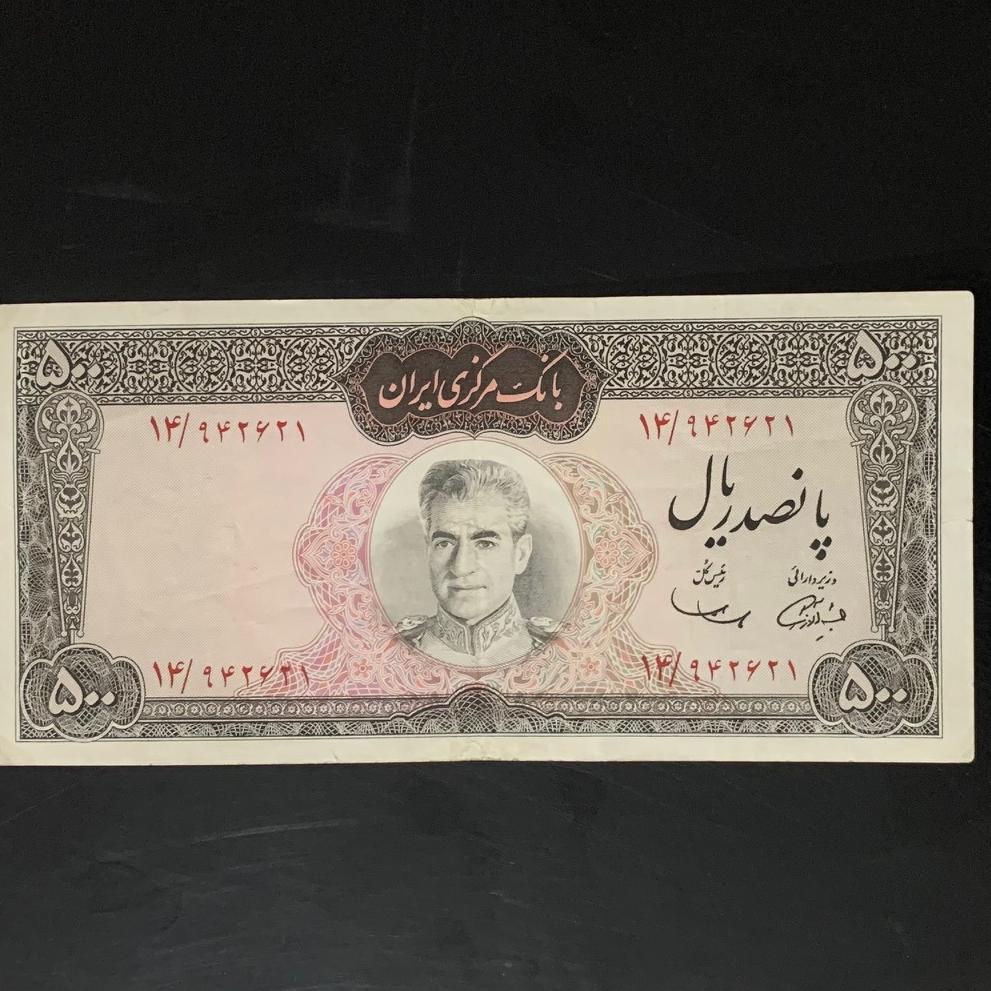 ۵۰۰ ۵۰۰
بانک مرکزی ایران
۱۴/۹۴۲۶۲۱ ۱۴/۹۴۲۶۲۱
پانصد ریال
وزیر دارائی رئیس کل
۱۴/۹۴۲۶۲۱ ۱۴/۹۴۲۶۲۱
۵۰۰ ۵۰۰